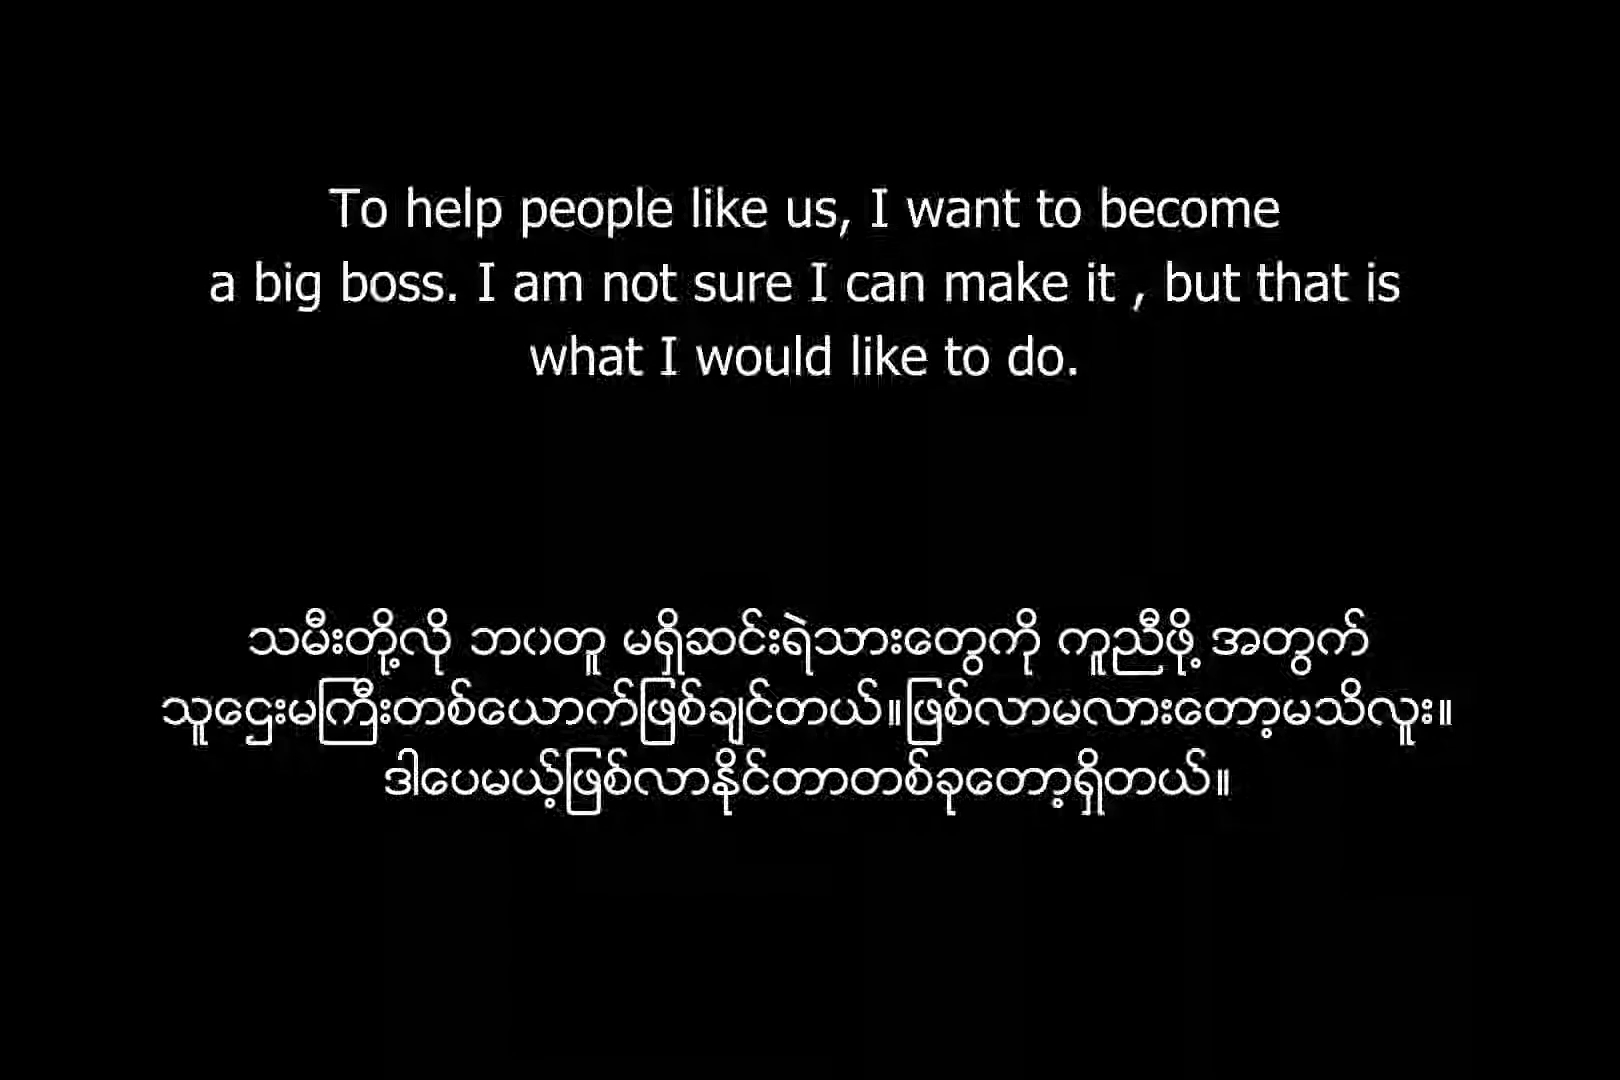 To help people like us, I want to become
a big boss. I am not sure I can make it , but that is
what I would like to do.
သမီးတို့လို ဘဝတူ မရှိဆင်းရဲသားတွေကို ကူညီဖို့ အတွက်
သူဌေးမကြီးတစ်ယောက်ဖြစ်ချင်တယ်။ဖြစ်လာမလားတော့မသိလူး။
ဒါပေမယ့်ဖြစ်လာနိုင်တာတစ်ခုတော့ရှိတယ်။